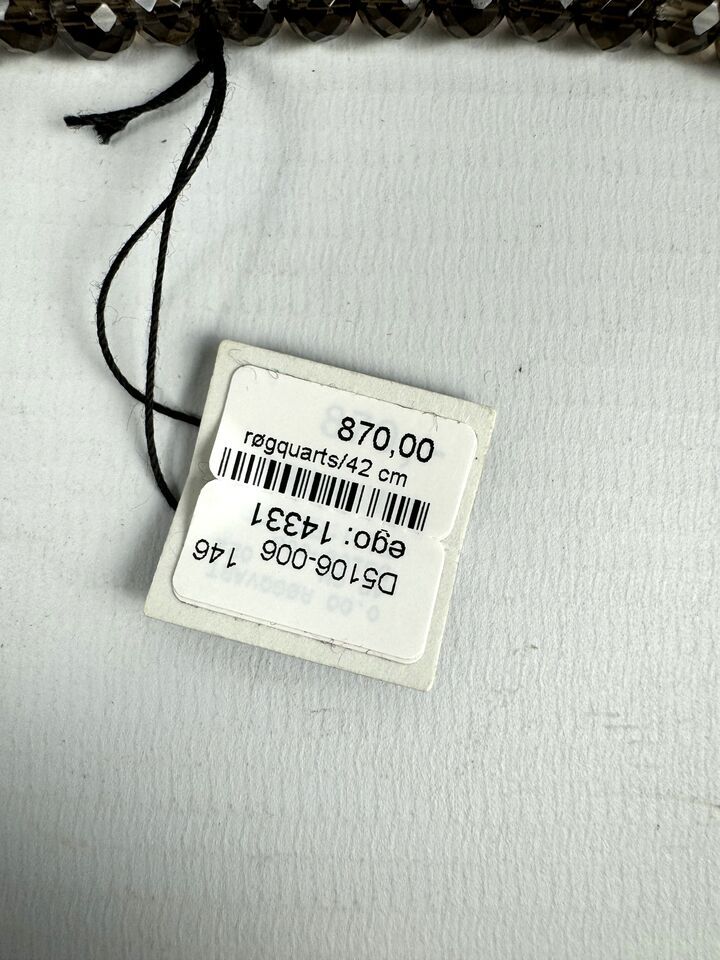 870,00
røgquarts/42 cm
ego: 14331
D5106-006 146